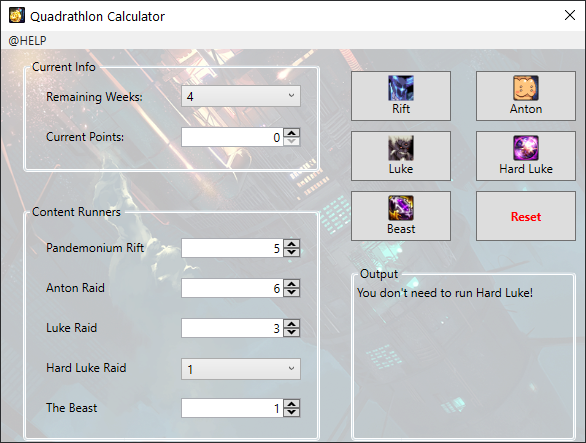 Quadrathlon Calculator
@HELP
Current Info
Remaining Weeks: 4
Current Points: 0
Content Runners
Pandemonium Rift 5
Anton Raid 6
Luke Raid 3
Hard Luke Raid 1
The Beast 1
Rift
Anton
Luke
Hard Luke
Beast
Reset
Output
You don't need to run Hard Luke!